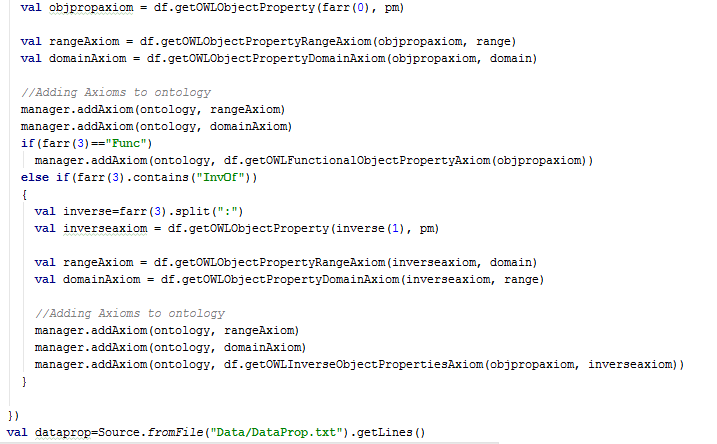 val objpropaxiom = df.getOWLObjectProperty(farr(0), pm)
val rangeAxiom = df.getOWLObjectPropertyRangeAxiom(objpropaxiom, range)
val domainAxiom = df.getOWLObjectPropertyDomainAxiom(objpropaxiom, domain)
//Adding Axioms to ontology
manager.addAxiom(ontology, rangeAxiom)
manager.addAxiom(ontology, domainAxiom)
if(farr(3)=="Func")
manager.addAxiom(ontology, df.getOWLFunctionalObjectPropertyAxiom(objpropaxiom))
else if(farr(3).contains("InvOf"))
{
val inverse=farr(3).split(":")
val inverseaxiom = df.getOWLObjectProperty(inverse(1), pm)
val rangeAxiom = df.getOWLObjectPropertyRangeAxiom(inverseaxiom, domain)
val domainAxiom = df.getOWLObjectPropertyDomainAxiom(inverseaxiom, range)
//Adding Axioms to ontology
manager.addAxiom(ontology, rangeAxiom)
manager.addAxiom(ontology, domainAxiom)
manager.addAxiom(ontology, df.getOWLInverseObjectPropertiesAxiom(objpropaxiom, inverseaxiom))
}
})
val dataprop=Source.fromFile("Data/DataProp.txt").getLines()